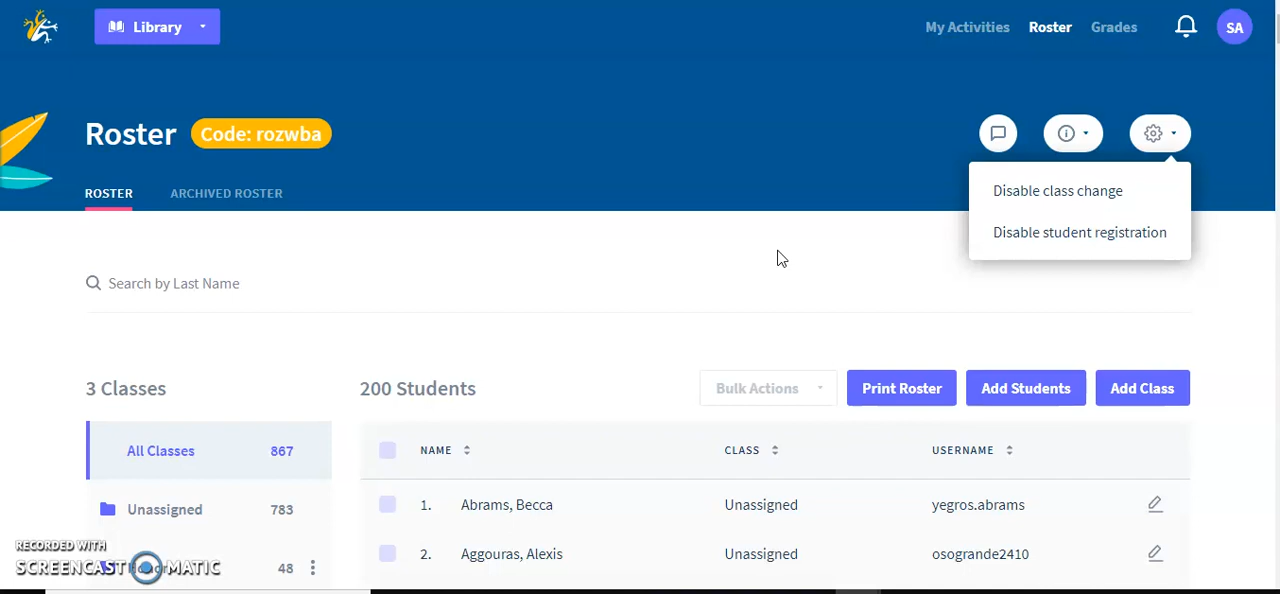 Library
My Activities
Roster
Grades
SA
Roster
Code: rozwba
ROSTER
ARCHIVED ROSTER
Disable class change
Disable student registration
Search by Last Name
3 Classes
200 Students
Bulk Actions
Print Roster
Add Students
Add Class
All Classes 867
NAME CLASS USERNAME
1. Abrams, Becca Unassigned yegros.abrams
Unassigned 783
2. Aggouras, Alexis Unassigned osogrande2410
RECORDED WITH
SCREENCAST MATIC
48